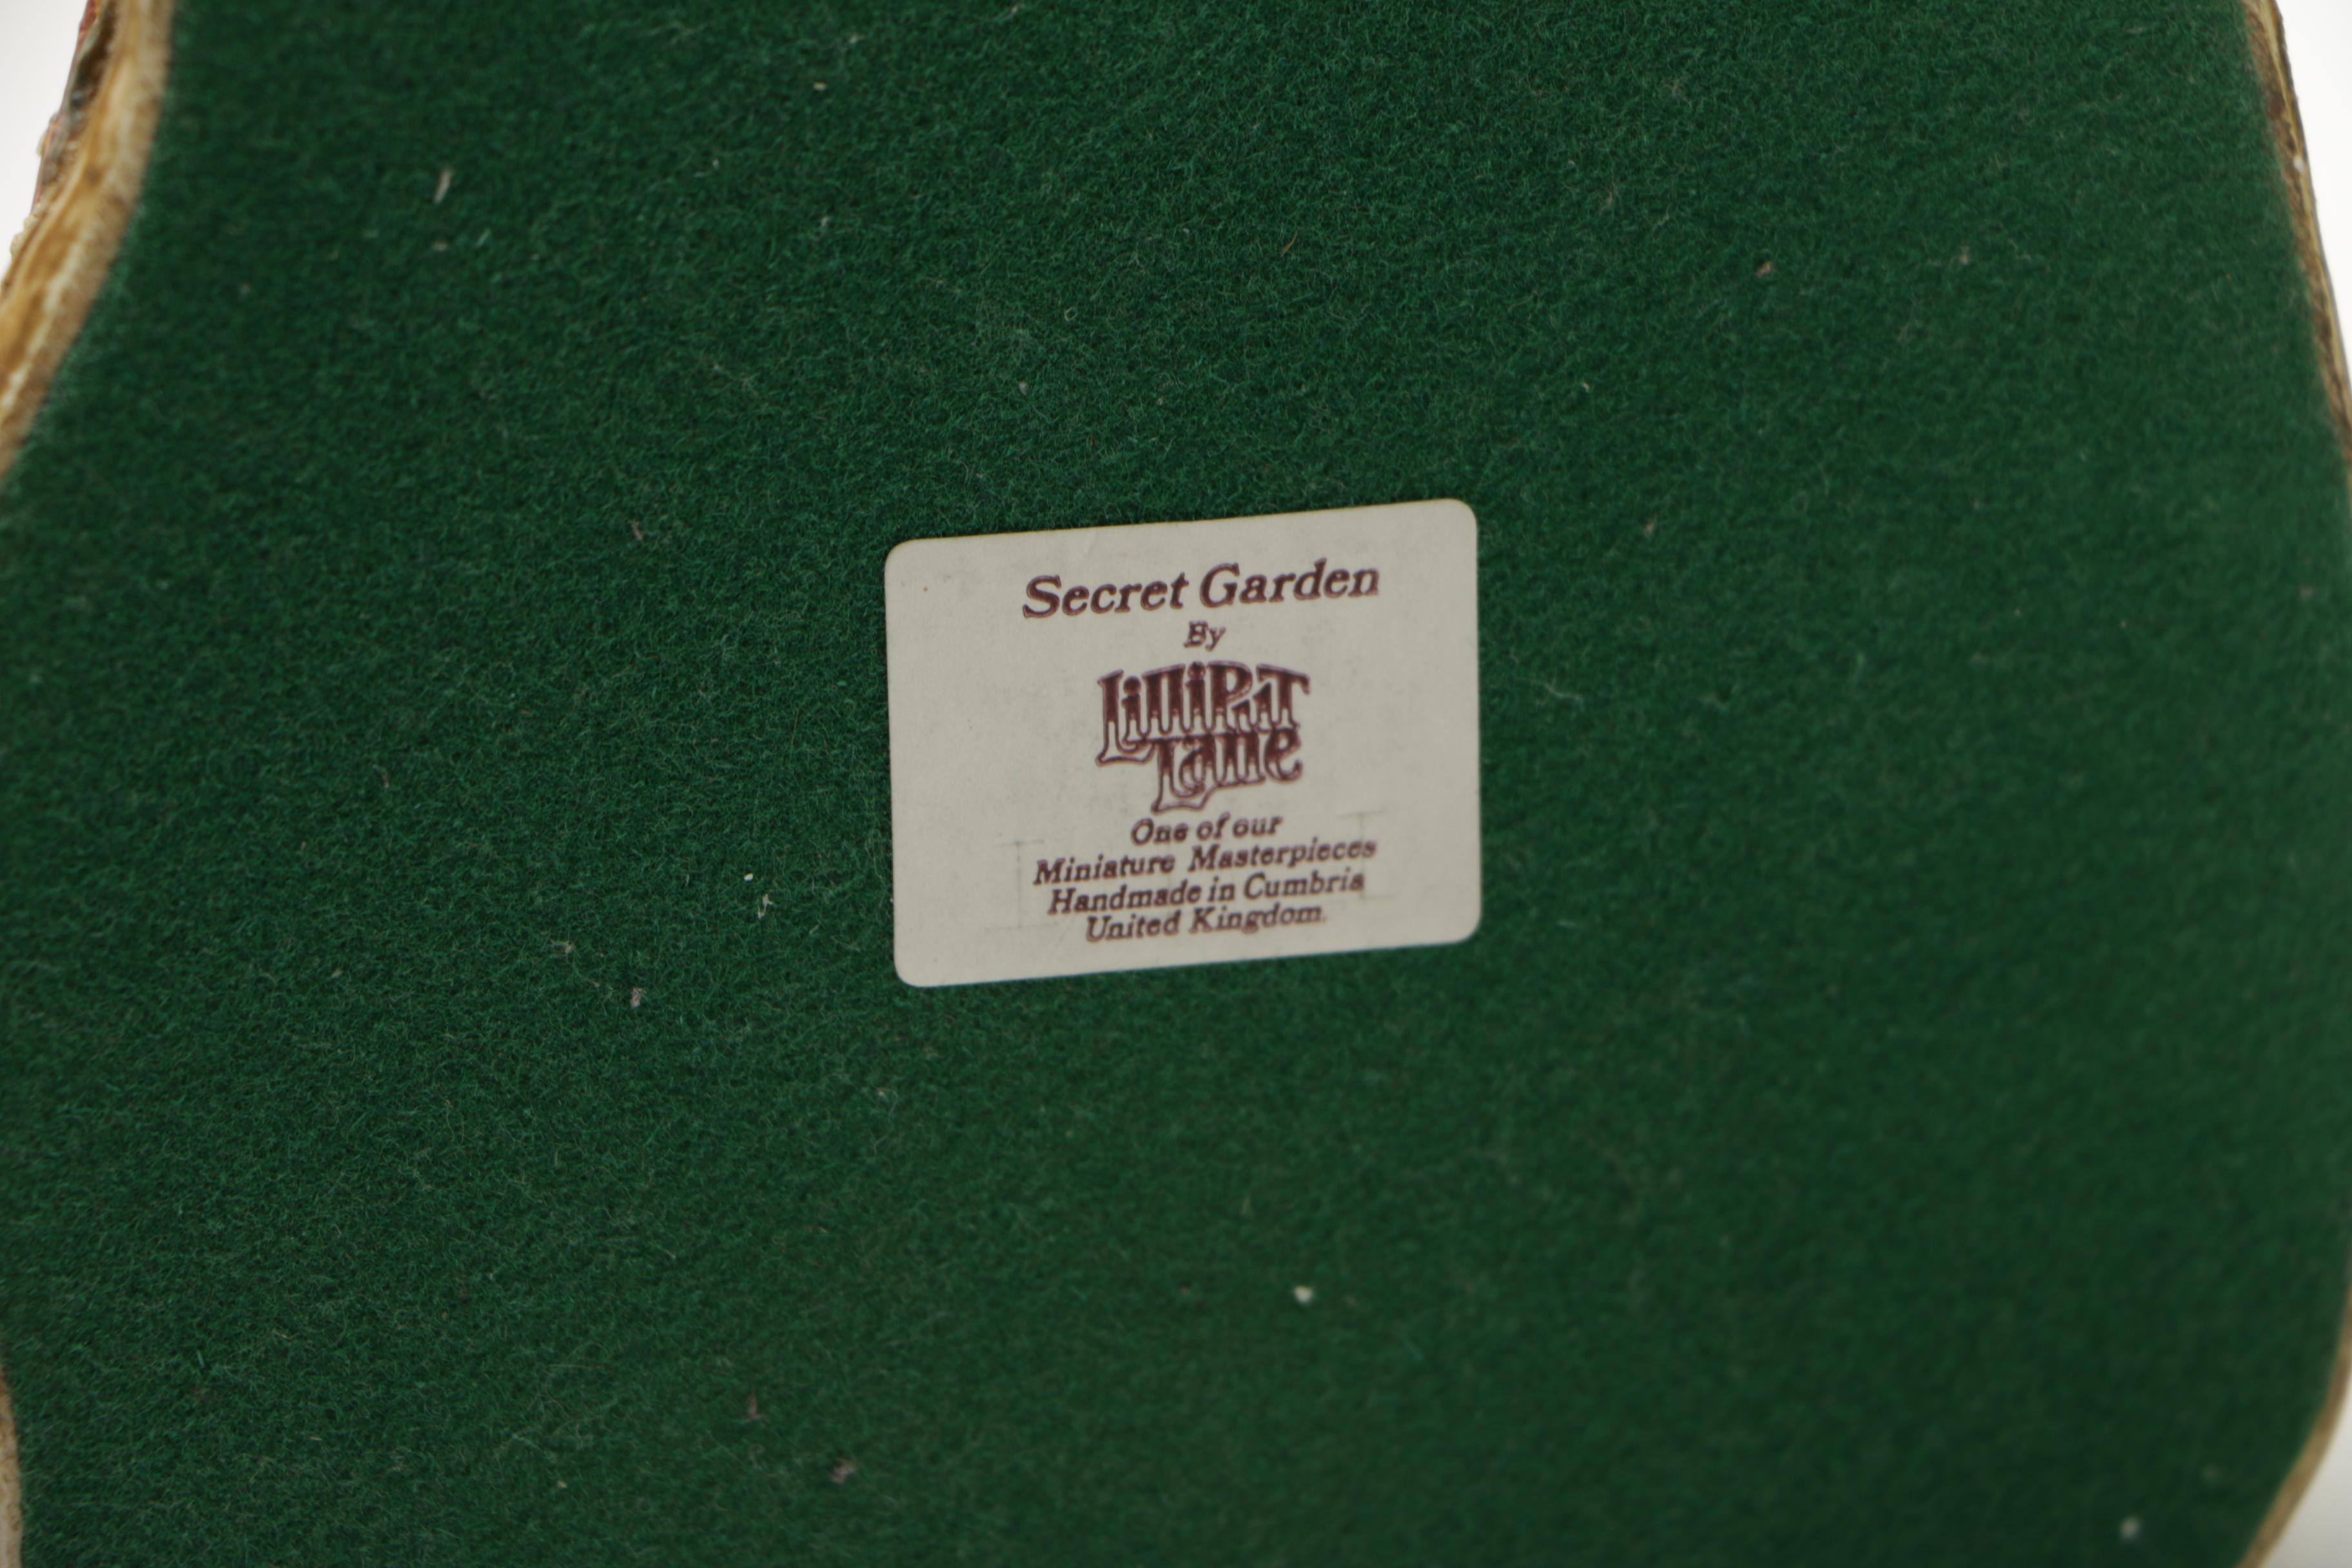 Secret Garden
By
Lilliput
Lane
One of our
Miniature Masterpieces
Handmade in Cumbria
United Kingdom.